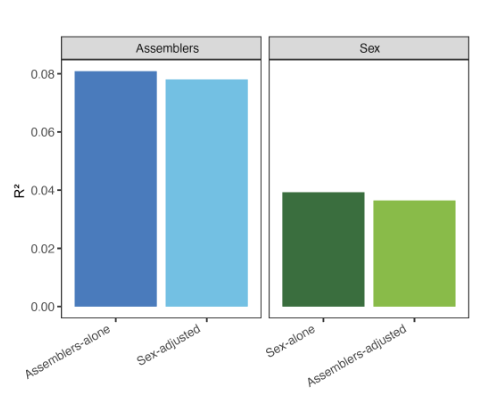 Assemblers
Sex
R²
0.08
0.06
0.04
0.02
0.00
Assemblers-alone
Sex-adjusted
Sex-alone
Assemblers-adjusted